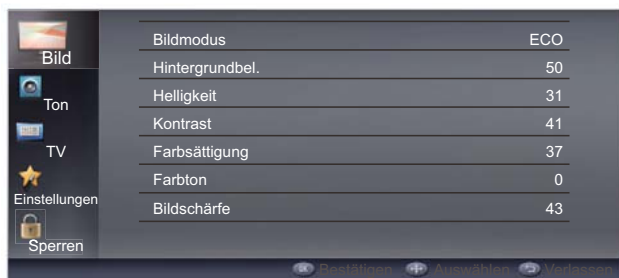 Bild
Ton
TV
Einstellungen
Sperren
Bildmodus ECO
Hintergrundbel. 50
Helligkeit 31
Kontrast 41
Farbsättigung 37
Farbton 0
Bildschärfe 43
OK Bestätigen Auswählen Verlassen